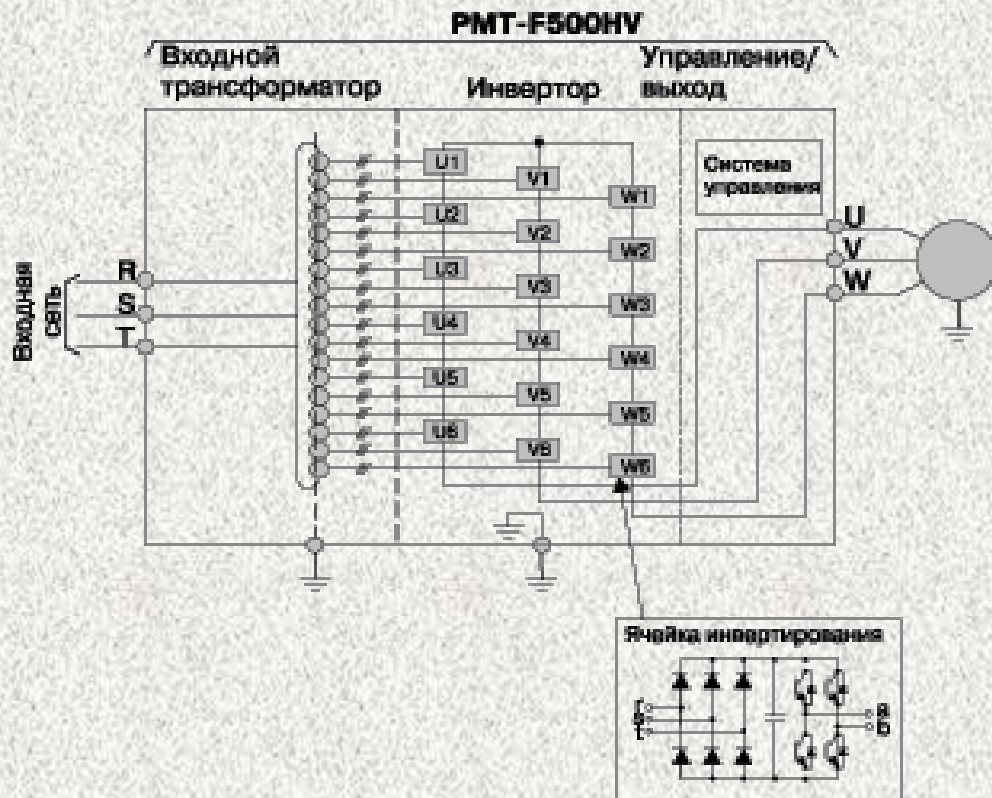 PMT-F500HV
Входной
трансформатор
Инвертор
Управление/
выход
Система
управления
U1
V1
W1
U2
V2
W2
U3
V3
W3
U4
V4
W4
U5
V5
W5
U6
V6
W6
Входная
сеть
R
S
T
U
V
W
Ячейка инвертирования